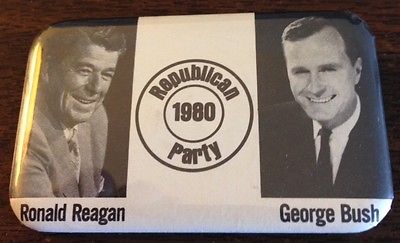 Republican
1980
Party
Ronald Reagan
George Bush